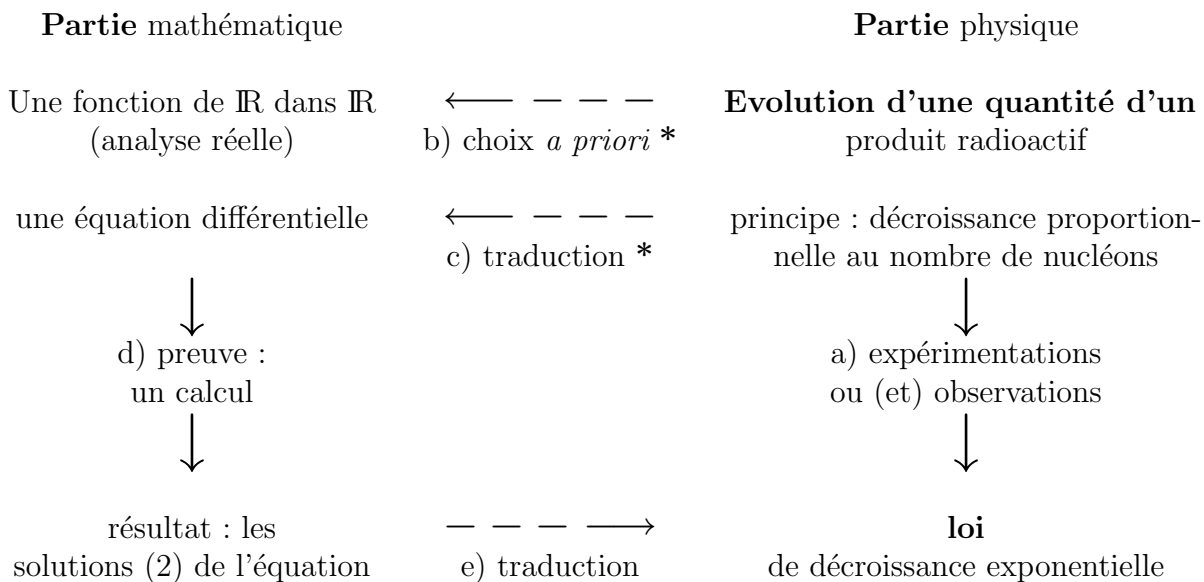 Partie mathématique
Partie physique
Une fonction de ℝ dans ℝ
(analyse réelle)
b) choix a priori *
Evolution d'une quantité d'un
produit radioactif
une équation différentielle
c) traduction *
principe : décroissance proportion-
nelle au nombre de nucléons
d) preuve :
un calcul
a) expérimentations
ou (et) observations
résultat : les
solutions (2) de l'équation
e) traduction
loi
de décroissance exponentielle